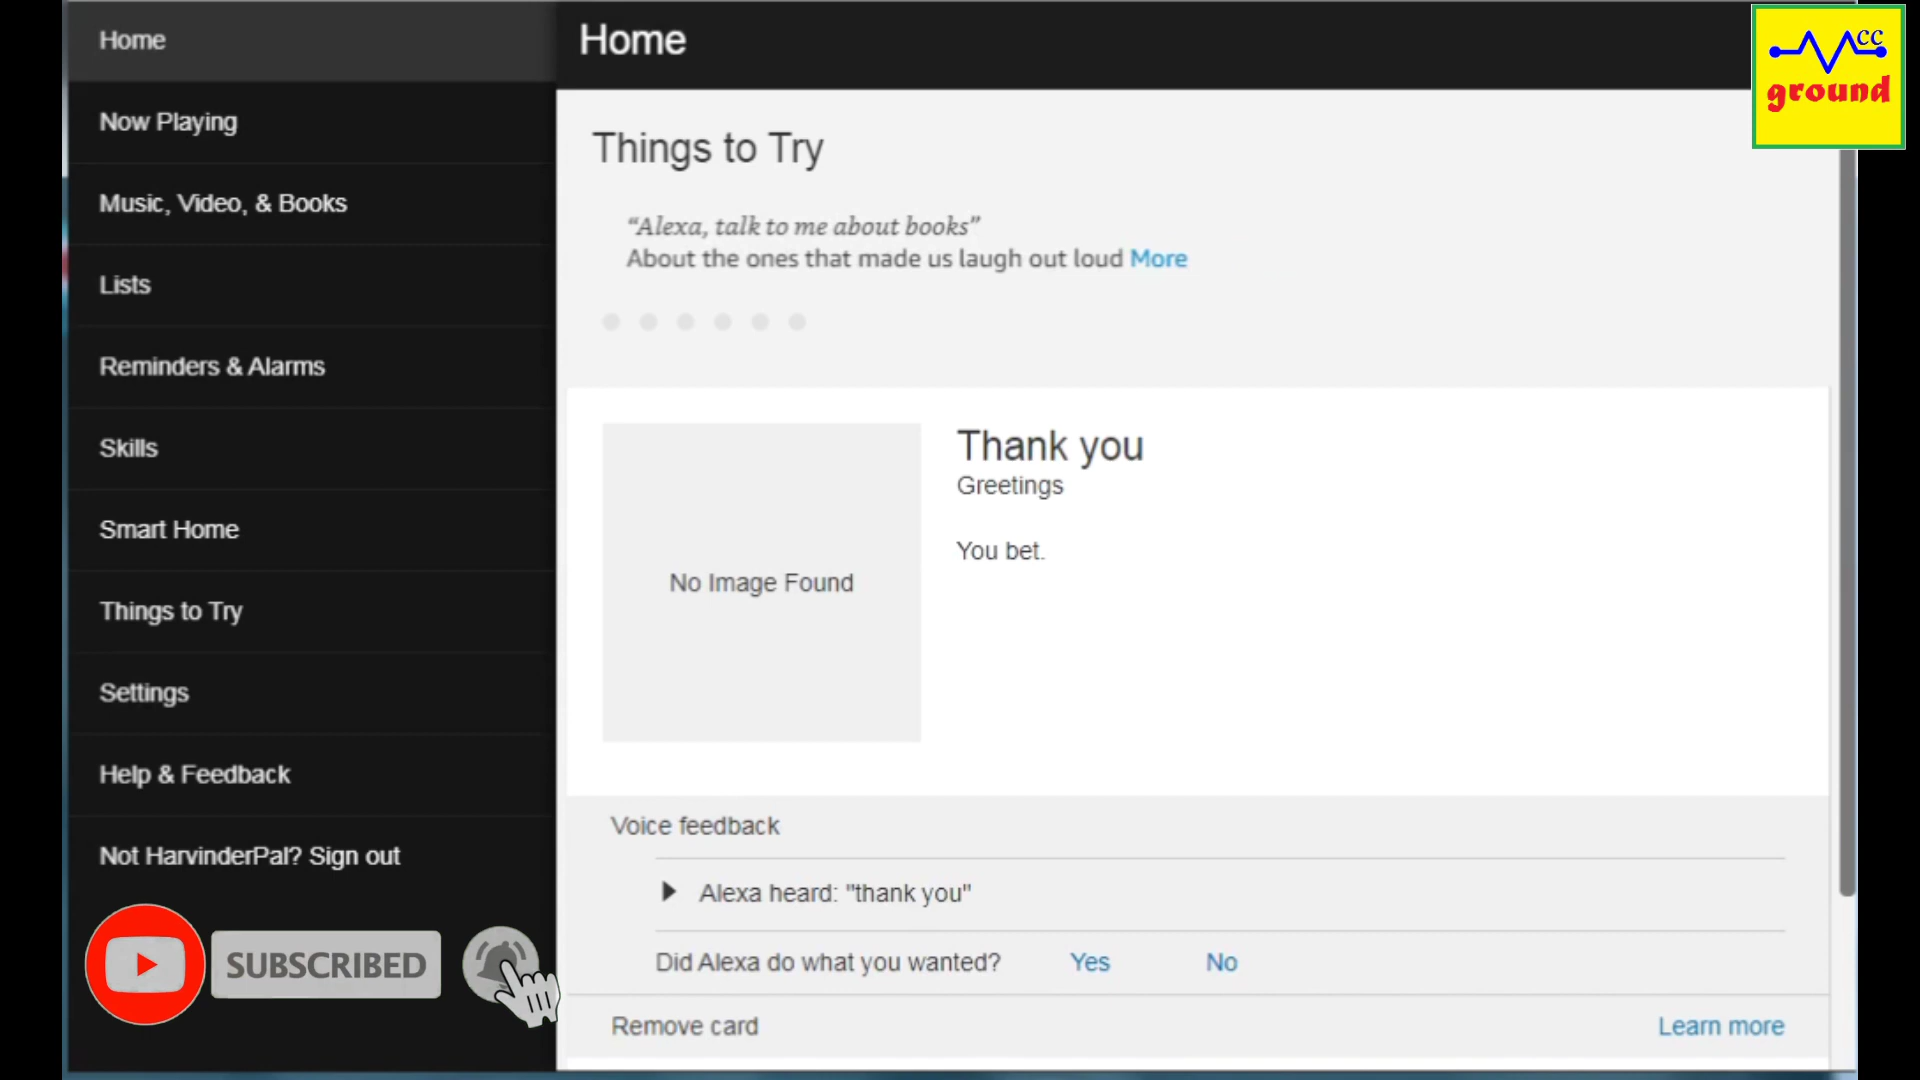 Home
Now Playing
Music, Video, & Books
Lists
Reminders & Alarms
Skills
Smart Home
Things to Try
Settings
Help & Feedback
Not HarvinderPal? Sign out
SUBSCRIBED
Home
cc
ground
Things to Try
“Alexa, talk to me about books”
About the ones that made us laugh out loud More
No Image Found
Thank you
Greetings
You bet.
Voice feedback
Alexa heard: "thank you"
Did Alexa do what you wanted? Yes No
Remove card Learn more